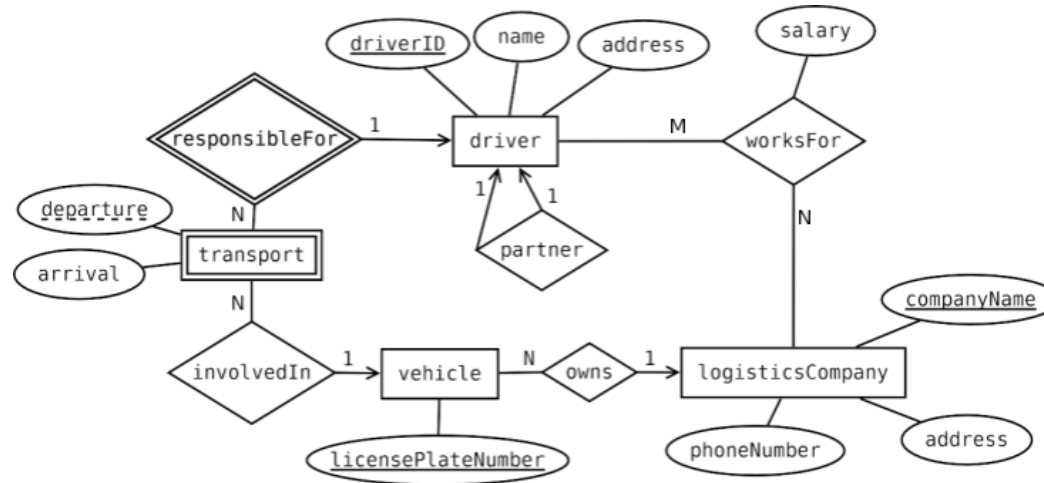 salary
driverID
name
address
responsibleFor
1
driver
M
worksFor
departure
N
1
1
N
transport
partner
arrival
N
companyName
involvedIn
1
vehicle
N
owns
1
logisticsCompany
licensePlateNumber
phoneNumber
address